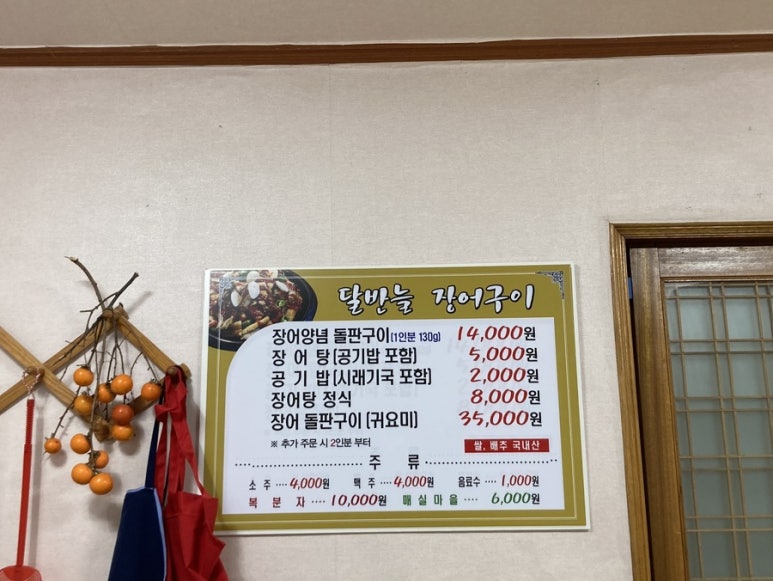 달반늘 장어구이
장어양념 돌판구이(1인분 130g) 14,000원
장 어 탕(공기밥 포함) 5,000원
공 기 밥(시래기국 포함) 2,000원
장어탕 정식 8,000원
장어 돌판구이(귀요미) 35,000원
※ 추가 주문 시 2인분 부터 쌀, 배추 국내산
주 류
소 주 ···· 4,000원 맥 주 ···· 4,000원 음료수 ···· 1,000원
복 분 자 ···· 10,000원 매실마을 ···· 6,000원